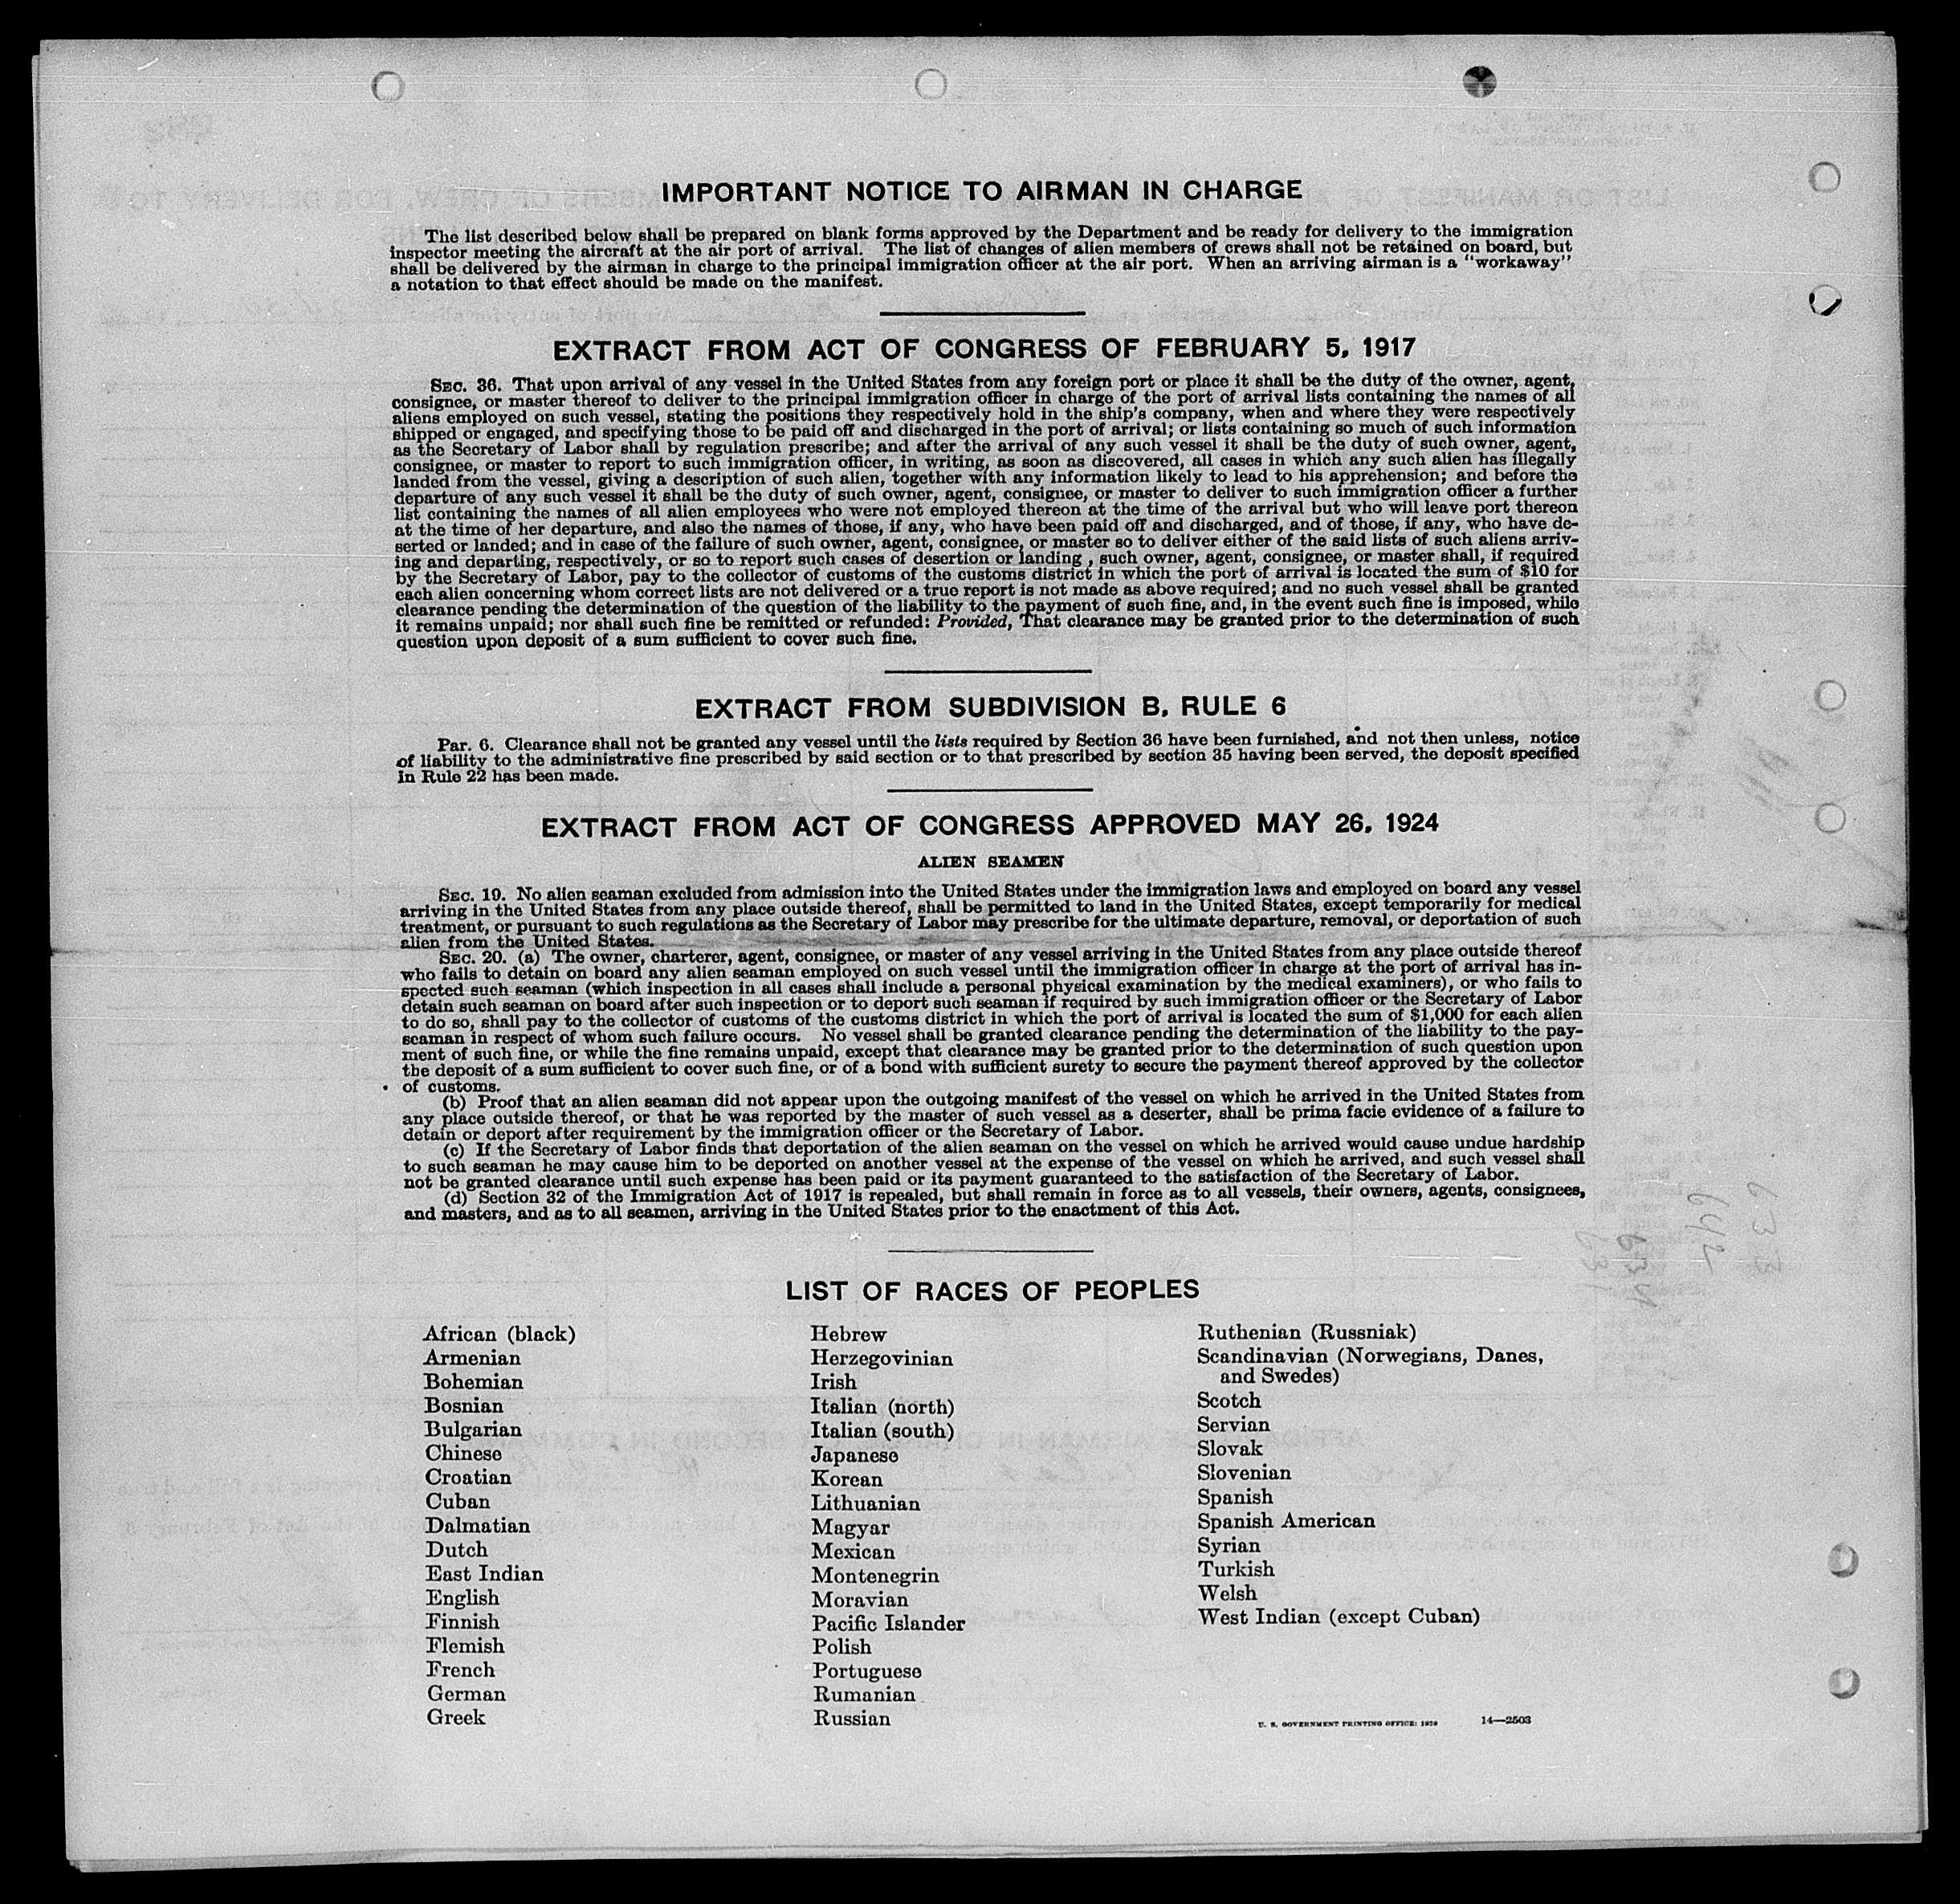 IMPORTANT NOTICE TO AIRMAN IN CHARGE
The list described below shall be prepared on blank forms approved by the Department and be ready for delivery to the immigration
inspector meeting the aircraft at the air port of arrival. The list of changes of alien members of crews shall not be retained on board, but
shall be delivered by the airman in charge to the principal immigration officer at the air port. When an arriving airman is a "workaway"
a notation to that effect should be made on the manifest.
EXTRACT FROM ACT OF CONGRESS OF FEBRUARY 5, 1917
SEC. 36. That upon arrival of any vessel in the United States from any foreign port or place it shall be the duty of the owner, agent,
consignee, or master thereof to deliver to the principal immigration officer in charge of the port of arrival lists containing the names of all
aliens employed on such vessel, stating the positions they respectively hold in the ship's company, when and where they were respectively
shipped or engaged, and specifying those to be paid off and discharged in the port of arrival; or lists containing so much of such information
as the Secretary of Labor shall by regulation prescribe; and after the arrival of any such vessel it shall be the duty of such owner, agent,
consignee, or master to report to such immigration officer, in writing, as soon as discovered, all cases in which any such alien has illegally
landed from the vessel, giving a description of such alien, together with any information likely to lead to his apprehension; and before the
departure of any such vessel it shall be the duty of such owner, agent, consignee, or master to deliver to such immigration officer a further
list containing the names of all alien employees who were not employed thereon at the time of the arrival but who will leave port thereon
at the time of her departure, and also the names of those, if any, who have been paid off and discharged, and of those, if any, who have de-
serted or landed; and in case of the failure of such owner, agent, consignee, or master so to deliver either of the said lists of such aliens arriv-
ing and departing, respectively, or so to report such cases of desertion or landing , such owner, agent, consignee, or master shall, if required
by the Secretary of Labor, pay to the collector of customs of the customs district in which the port of arrival is located the sum of $10 for
each alien concerning whom correct lists are not delivered or a true report is not made as above required; and no such vessel shall be granted
clearance pending the determination of the question of the liability to the payment of such fine, and, in the event such fine is imposed, while
it remains unpaid; nor shall such fine be remitted or refunded: Provided, That clearance may be granted prior to the determination of such
question upon deposit of a sum sufficient to cover such fine.
EXTRACT FROM SUBDIVISION B, RULE 6
Par. 6. Clearance shall not be granted any vessel until the lists required by Section 36 have been furnished, and not then unless, notice
of liability to the administrative fine prescribed by said section or to that prescribed by section 35 having been served, the deposit specified
in Rule 22 has been made.
EXTRACT FROM ACT OF CONGRESS APPROVED MAY 26, 1924
ALIEN SEAMEN
SEC. 19. No alien seaman excluded from admission into the United States under the immigration laws and employed on board any vessel
arriving in the United States from any place outside thereof, shall be permitted to land in the United States, except temporarily for medical
treatment, or pursuant to such regulations as the Secretary of Labor may prescribe for the ultimate departure, removal, or deportation of such
alien from the United States.
SEC. 20. (a) The owner, charterer, agent, consignee, or master of any vessel arriving in the United States from any place outside thereof
who fails to detain on board any alien seaman employed on such vessel until the immigration officer in charge at the port of arrival has in-
spected such seaman (which inspection in all cases shall include a personal physical examination by the medical examiners), or who fails to
detain such seaman on board after such inspection or to deport such seaman if required by such immigration officer or the Secretary of Labor
to do so, shall pay to the collector of customs of the customs district in which the port of arrival is located the sum of $1,000 for each alien
seaman in respect of whom such failure occurs. No vessel shall be granted clearance pending the determination of the liability to the pay-
ment of such fine, or while the fine remains unpaid, except that clearance may be granted prior to the determination of such question upon
the deposit of a sum sufficient to cover such fine, or of a bond with sufficient surety to secure the payment thereof approved by the collector
of customs.
(b) Proof that an alien seaman did not appear upon the outgoing manifest of the vessel on which he arrived in the United States from
any place outside thereof, or that he was reported by the master of such vessel as a deserter, shall be prima facie evidence of a failure to
detain or deport after requirement by the immigration officer or the Secretary of Labor.
(c) If the Secretary of Labor finds that deportation of the alien seaman on the vessel on which he arrived would cause undue hardship
to such seaman he may cause him to be deported on another vessel at the expense of the vessel on which he arrived, and such vessel shall
not be granted clearance until such expense has been paid or its payment guaranteed to the satisfaction of the Secretary of Labor.
(d) Section 32 of the Immigration Act of 1917 is repealed, but shall remain in force as to all vessels, their owners, agents, consignees,
and masters, and as to all seamen, arriving in the United States prior to the enactment of this Act.
LIST OF RACES OF PEOPLES
African (black)
Armenian
Bohemian
Bosnian
Bulgarian
Chinese
Croatian
Cuban
Dalmatian
Dutch
East Indian
English
Finnish
Flemish
French
German
Greek
Hebrew
Herzegovinian
Irish
Italian (north)
Italian (south)
Japanese
Korean
Lithuanian
Magyar
Mexican
Montenegrin
Moravian
Pacific Islander
Polish
Portuguese
Rumanian
Russian
Ruthenian (Russniak)
Scandinavian (Norwegians, Danes,
and Swedes)
Scotch
Servian
Slovak
Slovenian
Spanish
Spanish American
Syrian
Turkish
Welsh
West Indian (except Cuban)
U. S. GOVERNMENT PRINTING OFFICE: 1929 14—2503